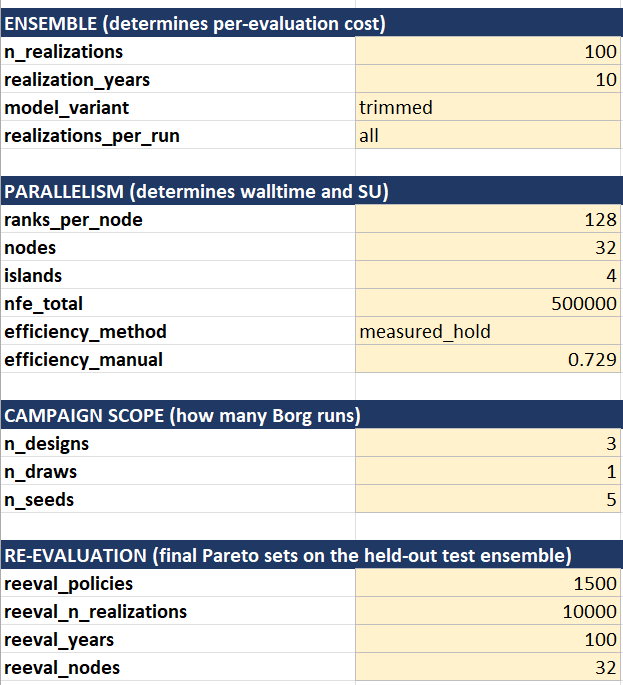 ENSEMBLE (determines per-evaluation cost)
n_realizations 100
realization_years 10
model_variant trimmed
realizations_per_run all
PARALLELISM (determines walltime and SU)
ranks_per_node 128
nodes 32
islands 4
nfe_total 500000
efficiency_method measured_hold
efficiency_manual 0.729
CAMPAIGN SCOPE (how many Borg runs)
n_designs 3
n_draws 1
n_seeds 5
RE-EVALUATION (final Pareto sets on the held-out test ensemble)
reeval_policies 1500
reeval_n_realizations 10000
reeval_years 100
reeval_nodes 32